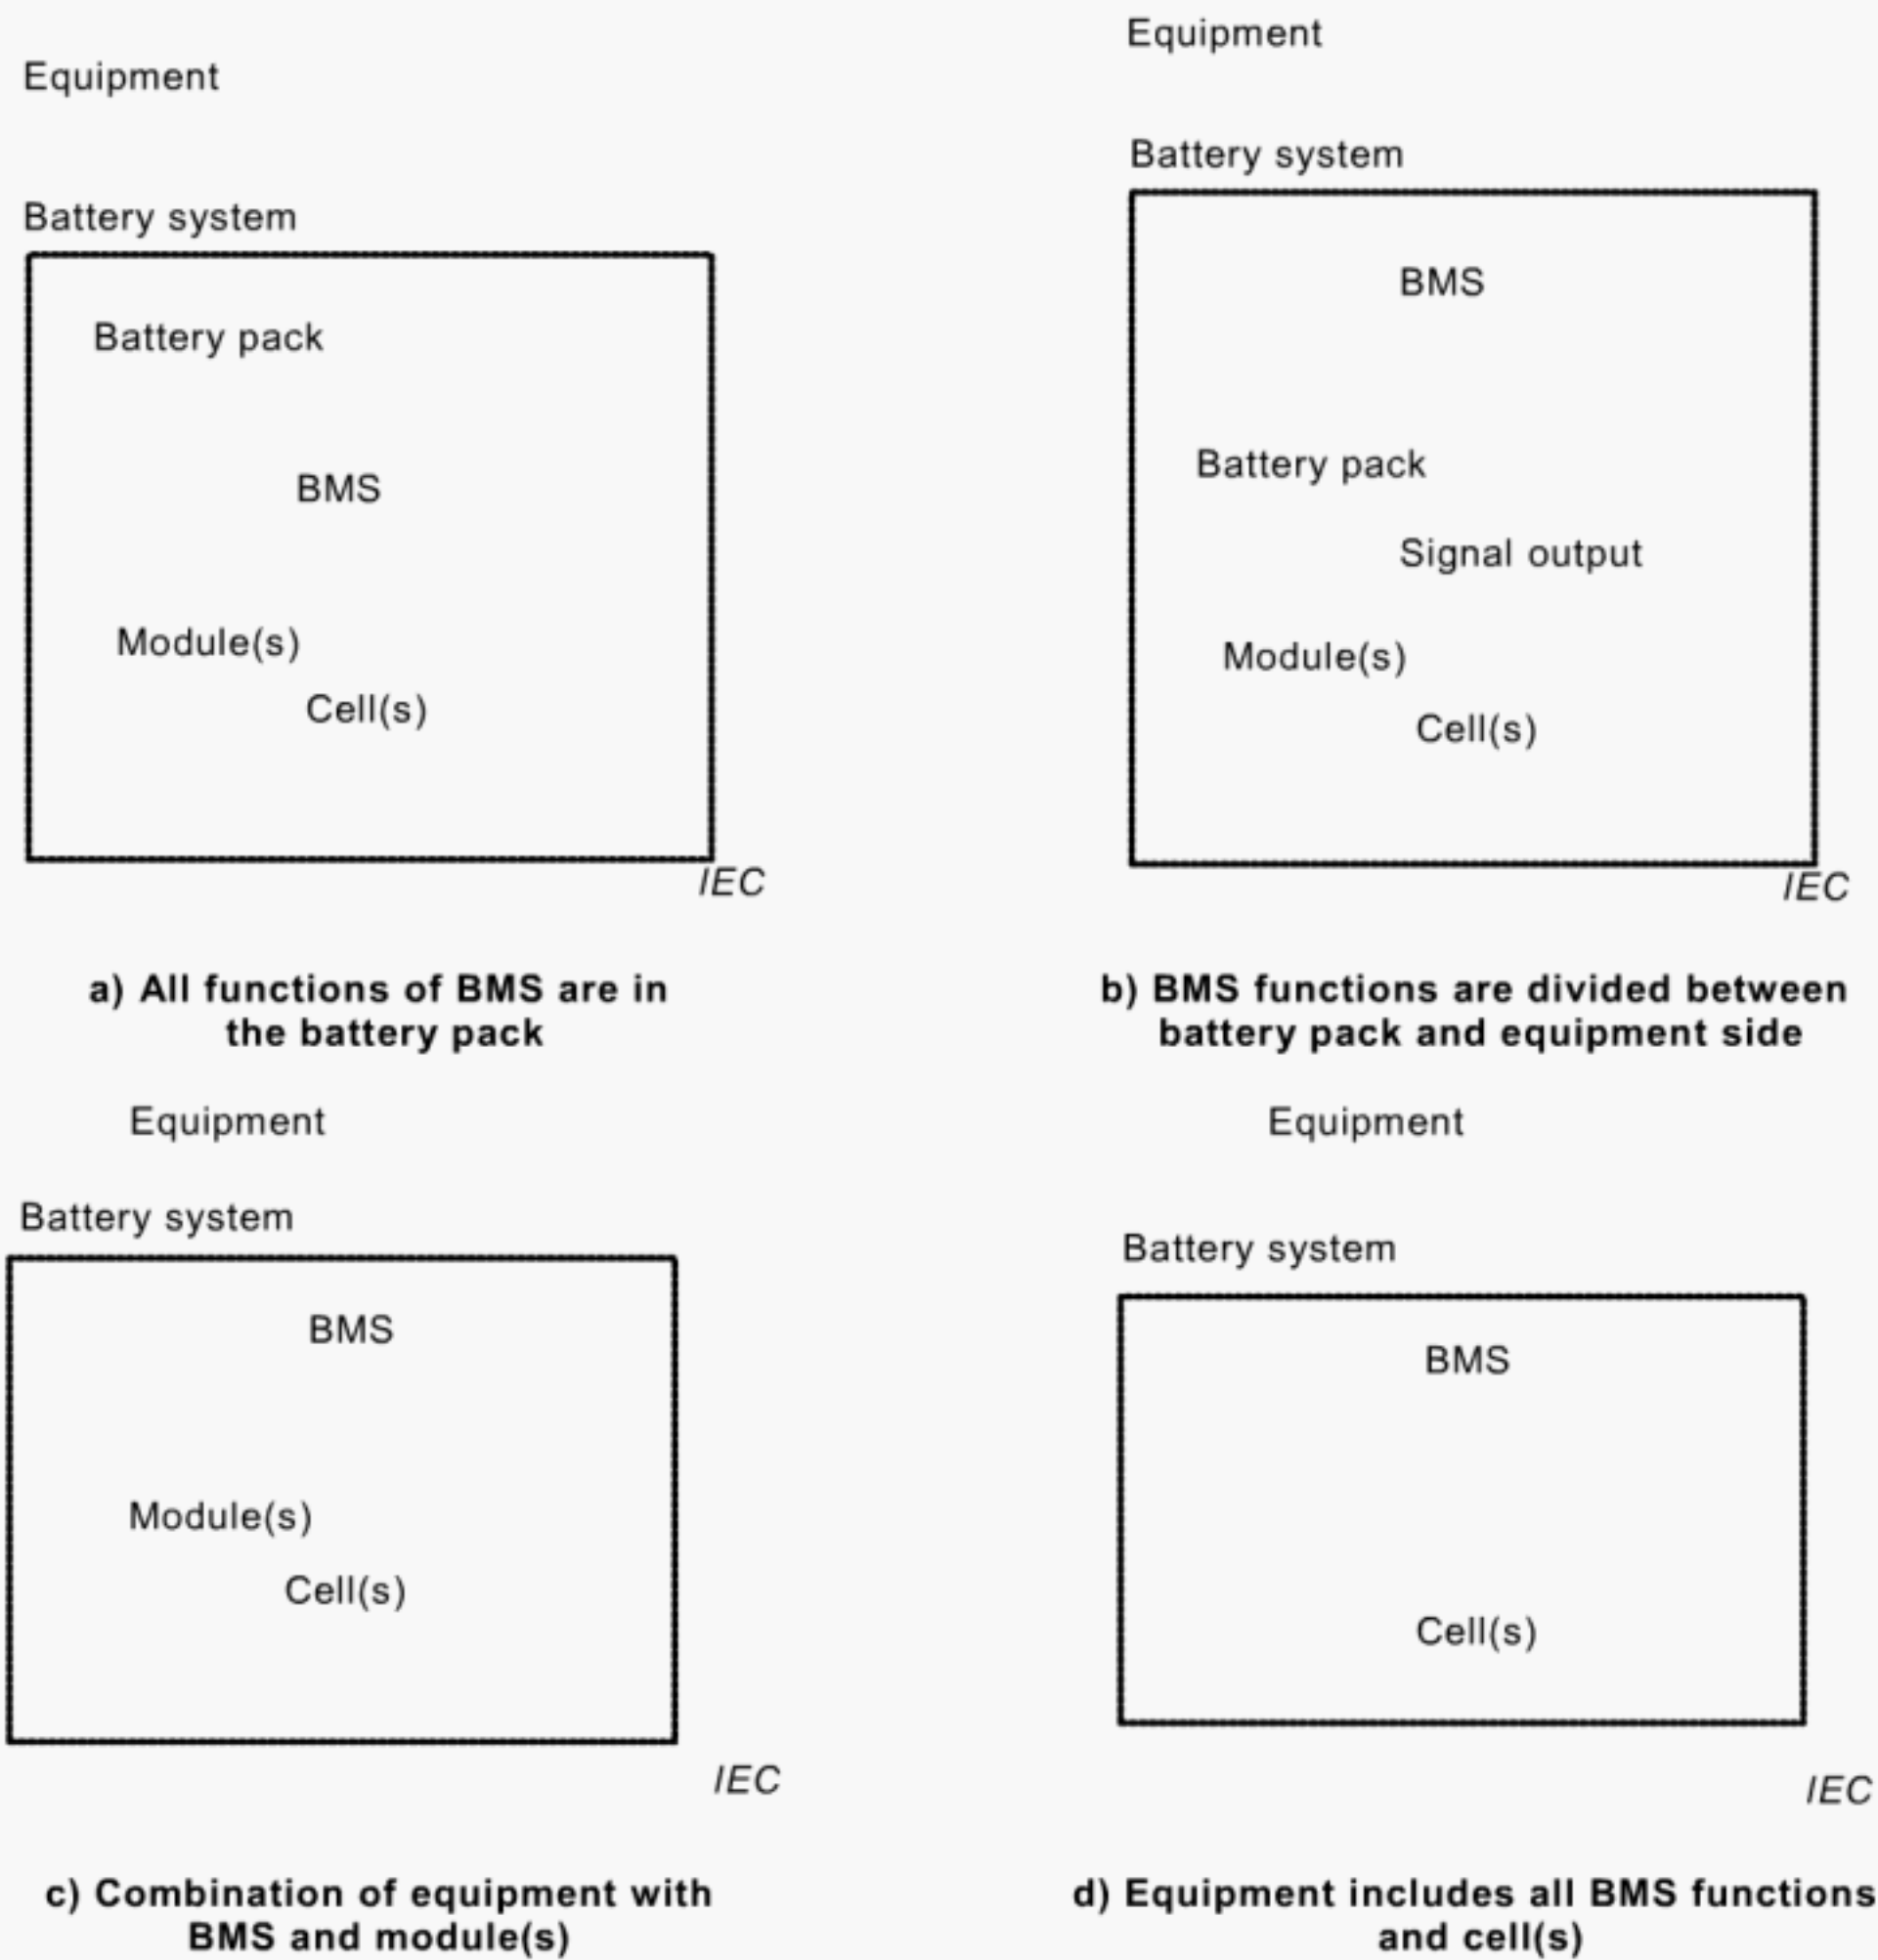 Equipment
Battery system
Battery pack
BMS
Module(s)
Cell(s)
IEC
a) All functions of BMS are in
the battery pack
Equipment
Battery system
BMS
Battery pack
Signal output
Module(s)
Cell(s)
IEC
b) BMS functions are divided between
battery pack and equipment side
Equipment
Battery system
BMS
Module(s)
Cell(s)
IEC
c) Combination of equipment with
BMS and module(s)
Equipment
Battery system
BMS
Cell(s)
IEC
d) Equipment includes all BMS functions
and cell(s)